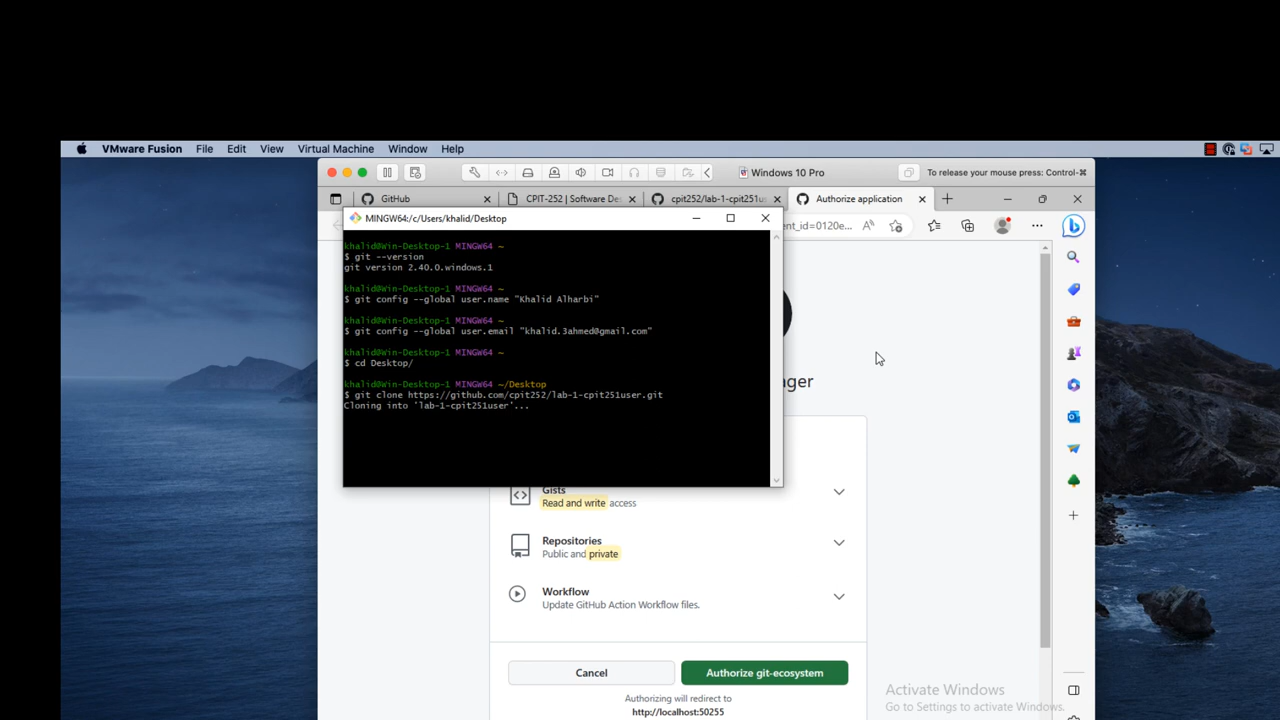 VMware Fusion File Edit View Virtual Machine Window Help
Windows 10 Pro
To release your mouse press: Control-⌘
GitHub
CPIT-252 | Software De
cpit252/lab-1-cpit251u
Authorize application
MINGW64:/c/Users/khalid/Desktop
ent_id=0120e...
khalid@Win-Desktop-1 MINGW64 ~
$ git --version
git version 2.40.0.windows.1
khalid@Win-Desktop-1 MINGW64 ~
$ git config --global user.name "Khalid Alharbi"
khalid@Win-Desktop-1 MINGW64 ~
$ git config --global user.email "khalid.3ahmed@gmail.com"
khalid@Win-Desktop-1 MINGW64 ~
$ cd Desktop/
khalid@Win-Desktop-1 MINGW64 ~/Desktop
$ git clone https://github.com/cpit252/lab-1-cpit251user.git
Cloning into 'lab-1-cpit251user'...
ager
Gists
Read and write access
Repositories
Public and private
Workflow
Update GitHub Action Workflow files.
Cancel
Authorize git-ecosystem
Authorizing will redirect to
http://localhost:50255
Activate Windows
Go to Settings to activate Windows.